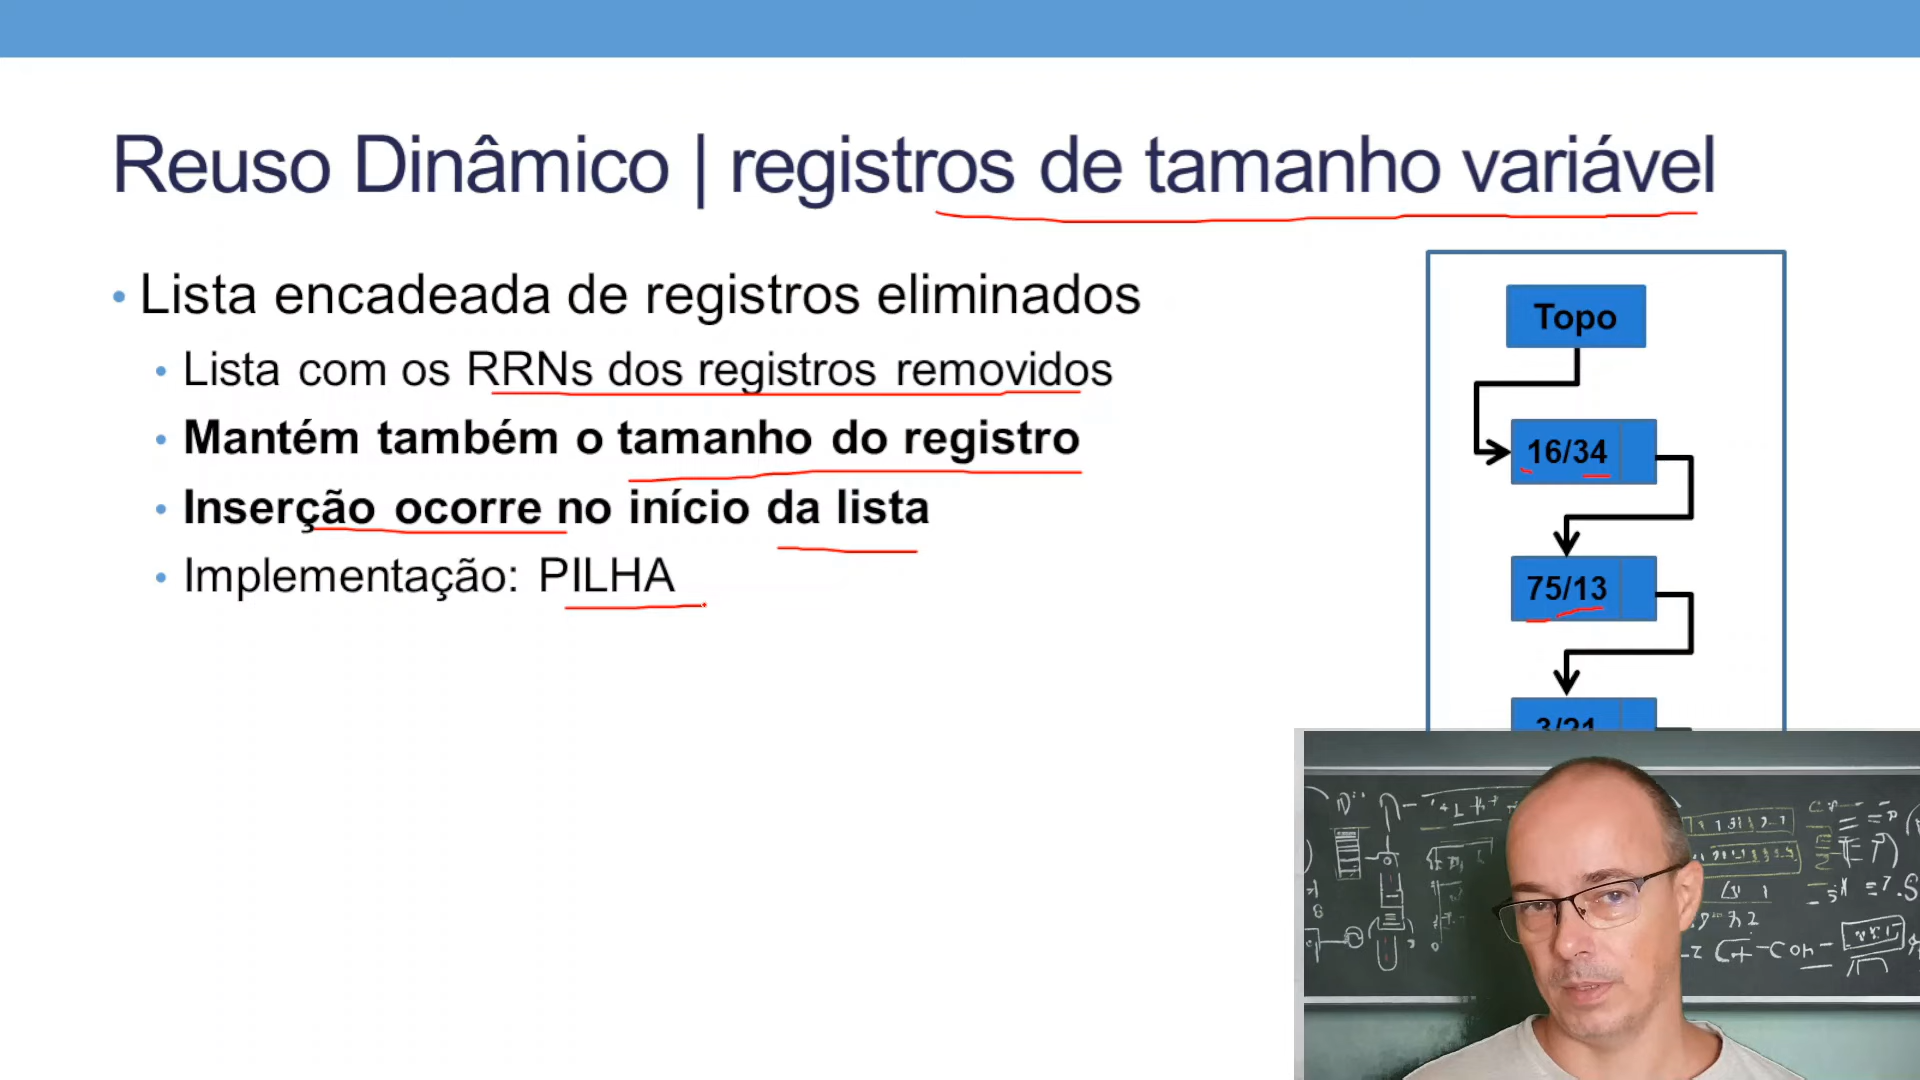 Reuso Dinâmico | registros de tamanho variável
Lista encadeada de registros eliminados
Lista com os RRNs dos registros removidos
Mantém também o tamanho do registro
Inserção ocorre no início da lista
Implementação: PILHA
Topo
16/34
75/13
3/21